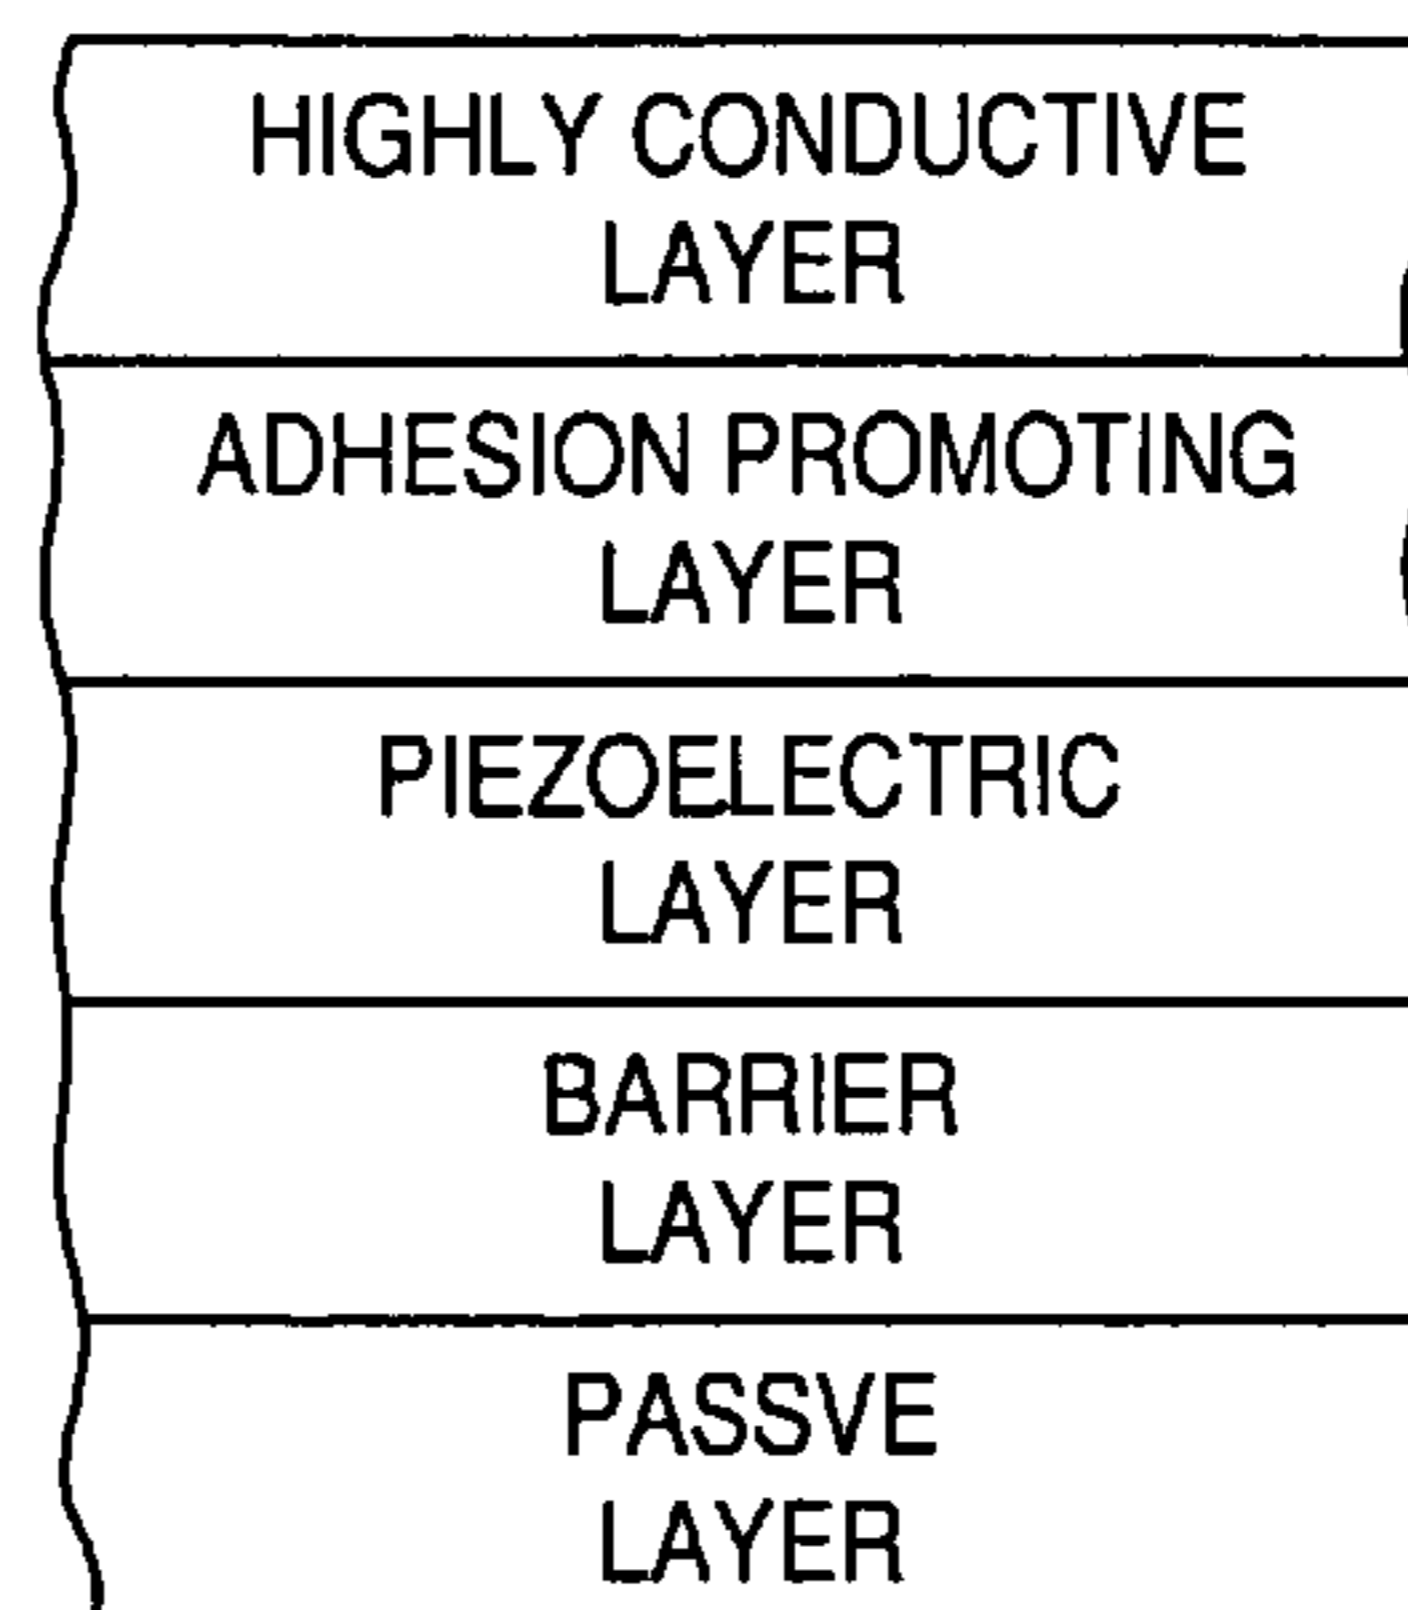 HIGHLY CONDUCTIVE
LAYER
ADHESION PROMOTING
LAYER
PIEZOELECTRIC
LAYER
BARRIER
LAYER
PASSVE
LAYER